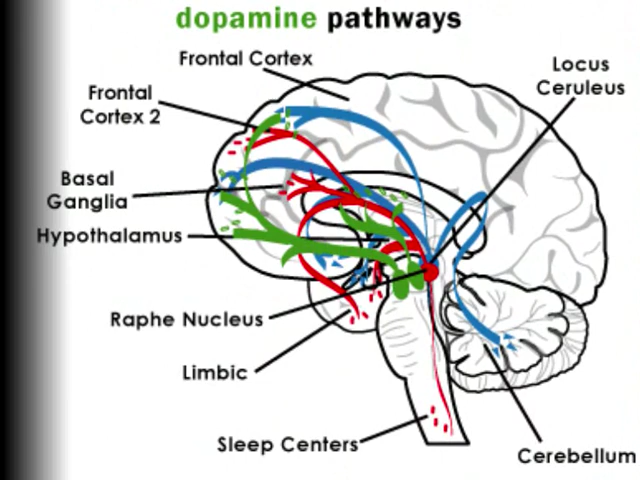 dopamine pathways
Frontal Cortex
Locus
Ceruleus
Frontal
Cortex 2
Basal
Ganglia
Hypothalamus
Raphe Nucleus
Limbic
Sleep Centers
Cerebellum